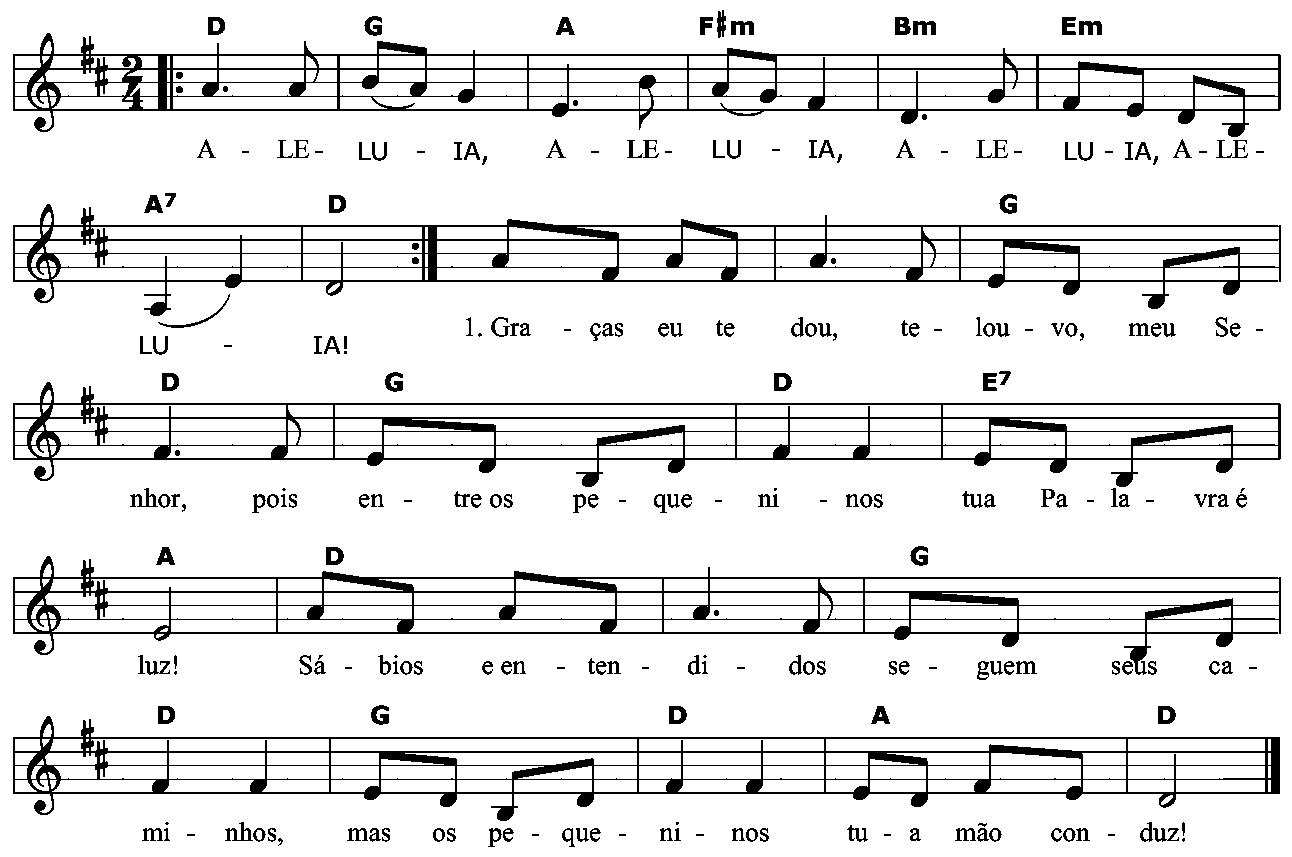 D G A F#m Bm Em
2
4
A - LE- LU - IA, A - LE- LU - IA, A - LE- LU - IA, A - LE -
A7 D G
LU - IA! 1. Gra - ças eu te dou, te - lou - vo, meu Se -
D G D E7
nhor, pois en - tre os pe - que - ni - nos tua Pa - la - vra é
A D G
luz! Sá - bios e en - ten - di - dos se - guem seus ca -
D G D A D
mi - nhos, mas os pe - que - ni - nos tu - a mão con - duz!